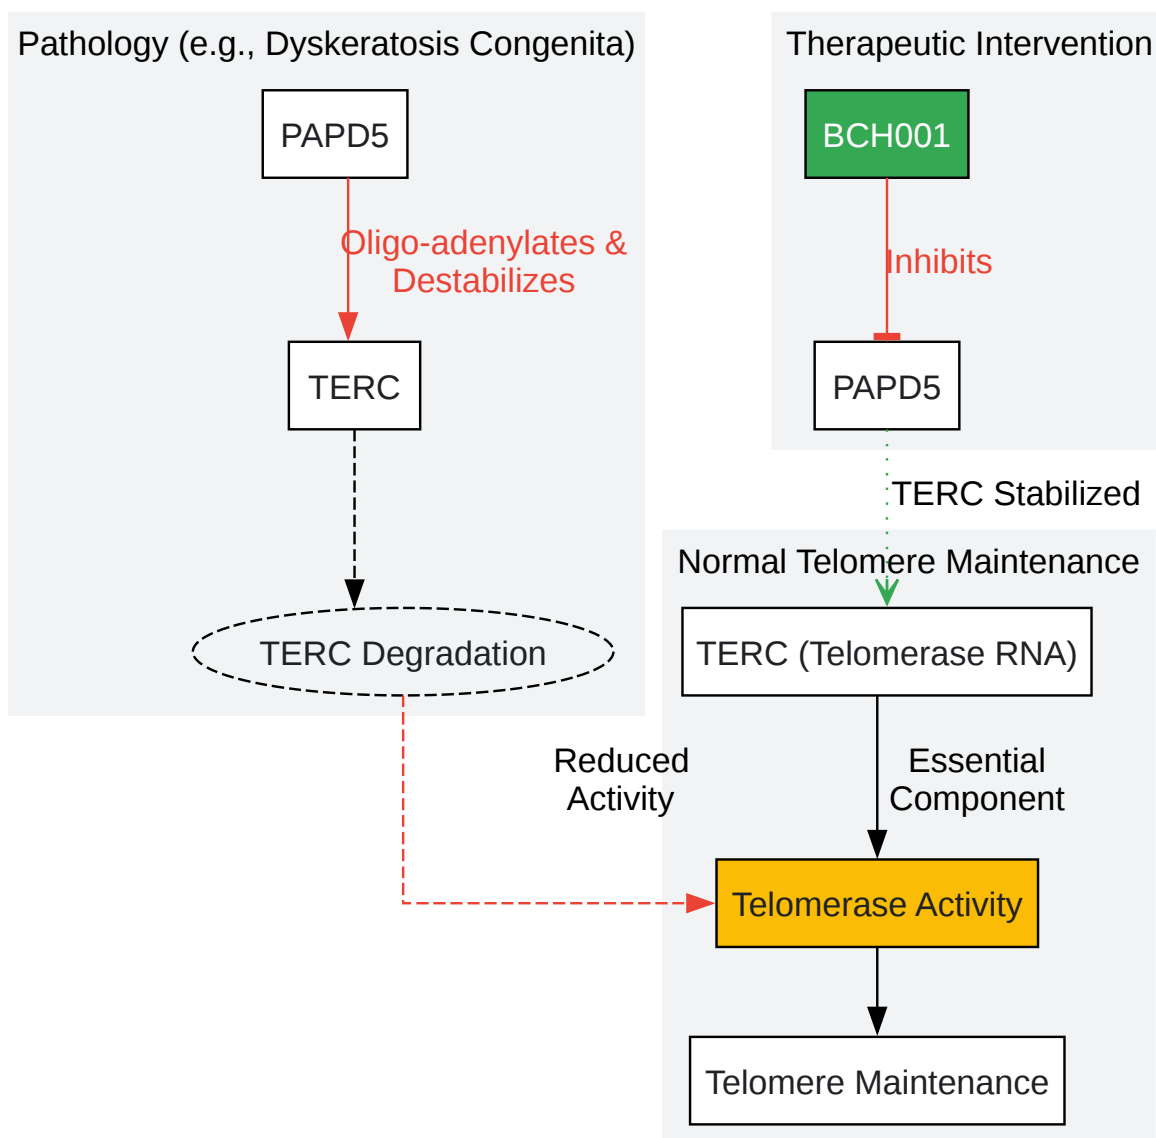 Pathology (e.g., Dyskeratosis Congenita)
PAPD5
Oligo-adenylates &
Destabilizes
TERC
TERC Degradation
Therapeutic Intervention
BCH001
Inhibits
PAPD5
TERC Stabilized
Normal Telomere Maintenance
TERC (Telomerase RNA)
Reduced
Activity
Essential
Component
Telomerase Activity
Telomere Maintenance